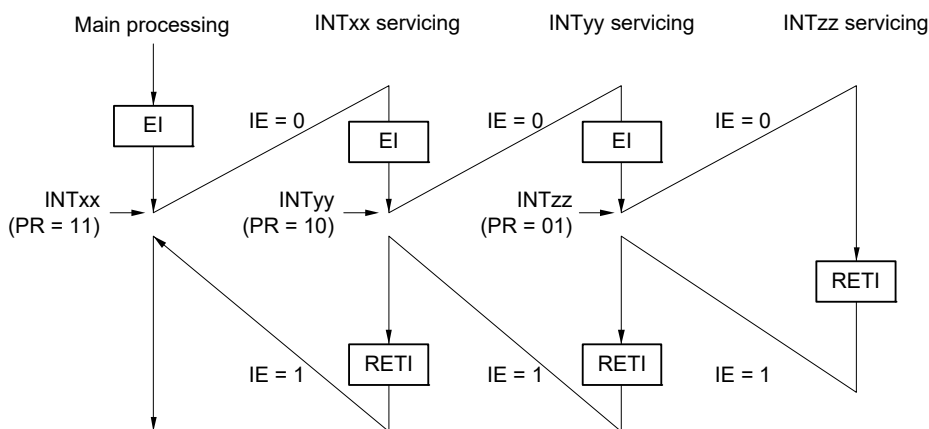 Main processing
INTxx servicing
INTyy servicing
INTzz servicing
EI
IE = 0
EI
IE = 0
EI
IE = 0
INTxx
(PR = 11)
INTyy
(PR = 10)
INTzz
(PR = 01)
RETI
IE = 1
RETI
IE = 1
RETI
IE = 1